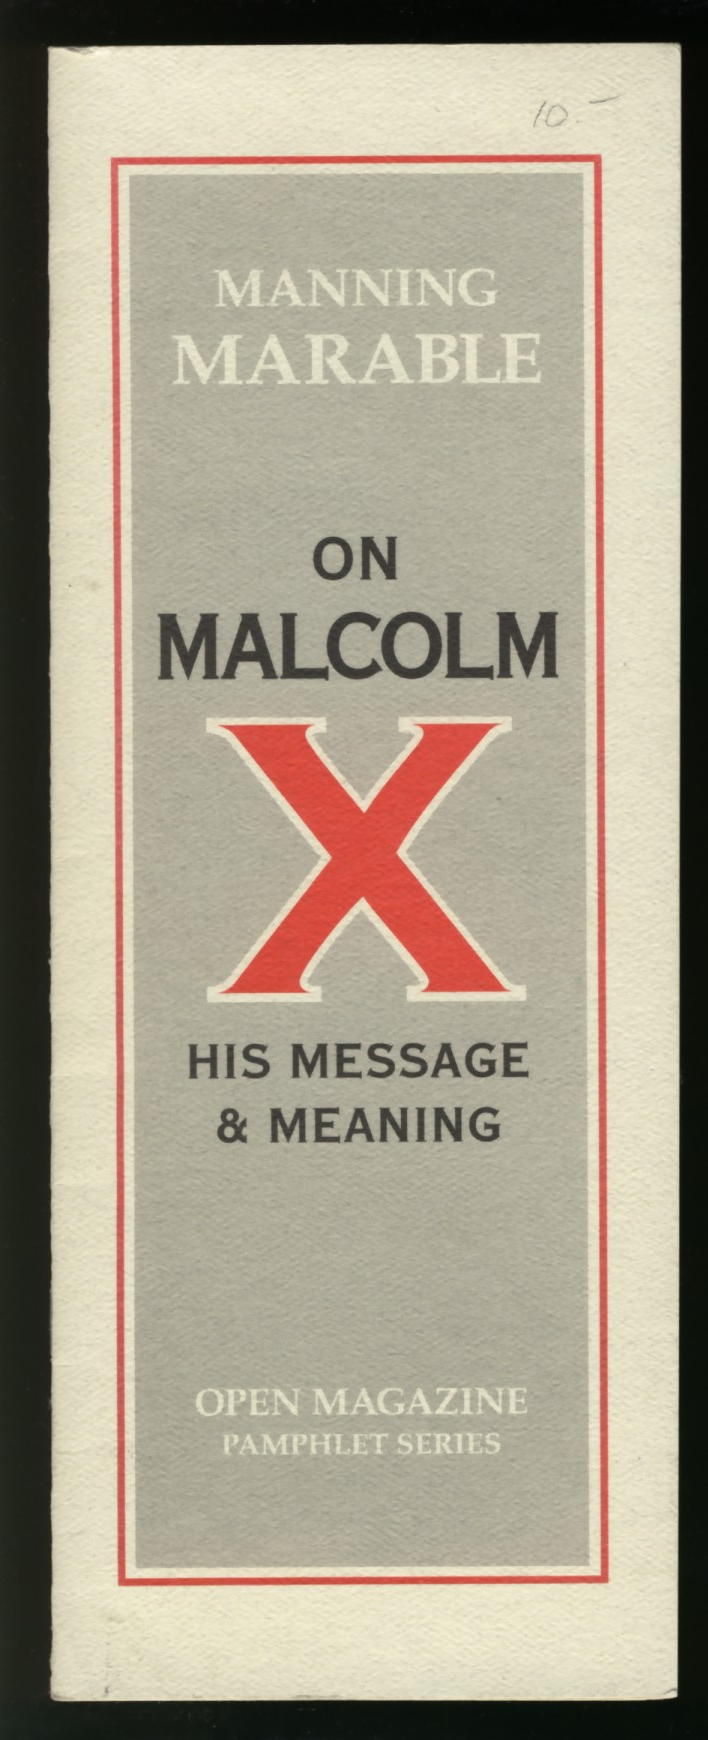 10.-
MANNING
MARABLE
ON
MALCOLM
X
HIS MESSAGE
& MEANING
OPEN MAGAZINE
PAMPHLET SERIES